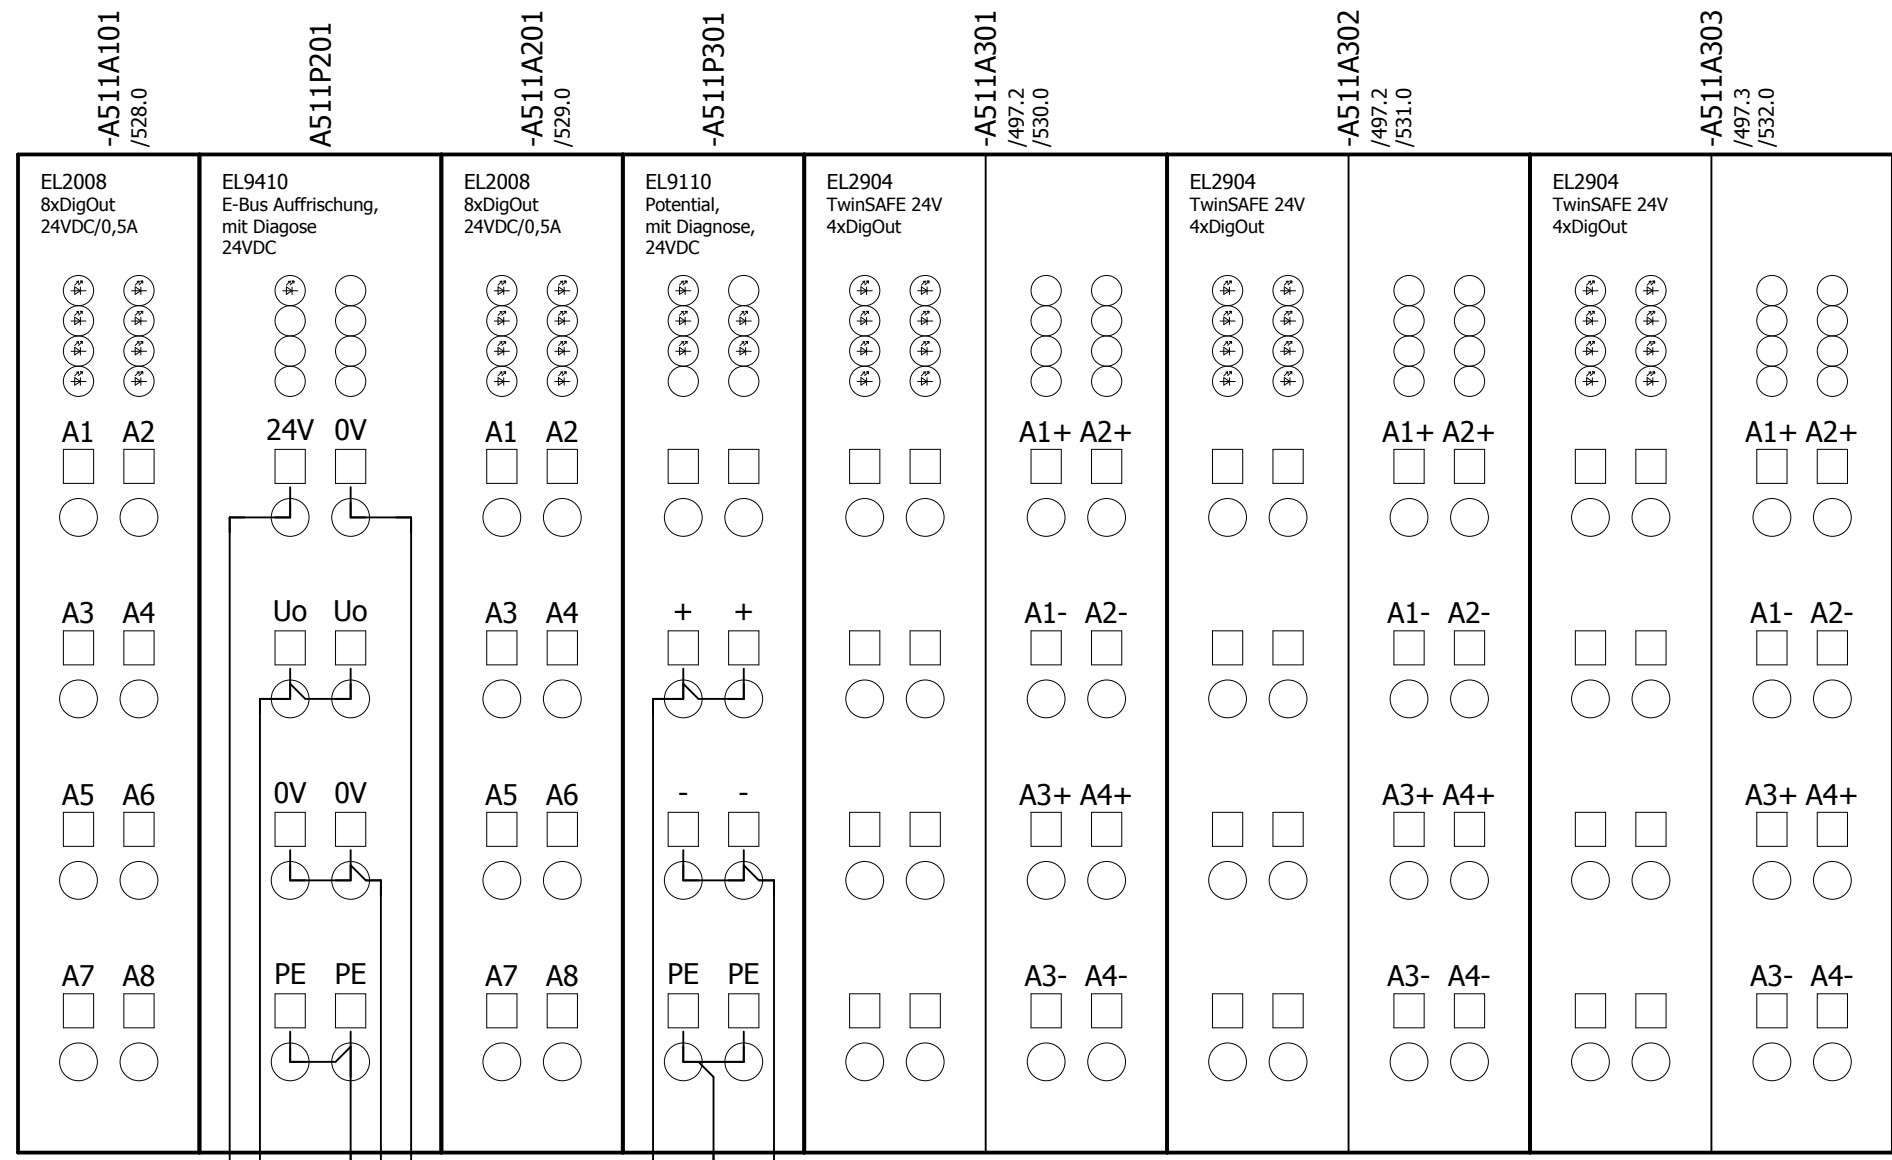 -A511A101
/528.0
A511P201
-A511A201
/529.0
-A511P301
-A511A301
/497.2
/530.0
-A511A302
/497.2
/531.0
-A511A303
/497.3
/532.0
EL2008
8xDigOut
24VDC/0,5A
EL9410
E-Bus Auffrischung,
mit Diagose
24VDC
EL2008
8xDigOut
24VDC/0,5A
EL9110
Potential,
mit Diagnose,
24VDC
EL2904
TwinSAFE 24V
4xDigOut
EL2904
TwinSAFE 24V
4xDigOut
EL2904
TwinSAFE 24V
4xDigOut
A1 A2 24V 0V A1 A2 A1+ A2+ A1+ A2+ A1+ A2+
A3 A4 Uo Uo A3 A4 + + A1- A2- A1- A2- A1- A2-
A5 A6 0V 0V A5 A6 - - A3+ A4+ A3+ A4+ A3+ A4+
A7 A8 PE PE A7 A8 PE PE A3- A4- A3- A4- A3- A4-